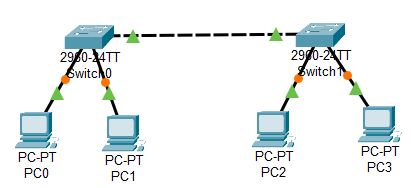 2960-24TT
Switch0
2960-24TT
Switch1
PC-PT
PC0
PC-PT
PC1
PC-PT
PC2
PC-PT
PC3